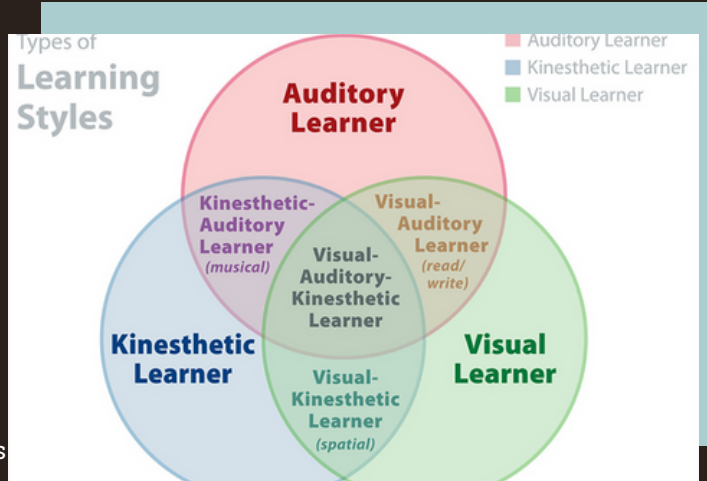 Types of
Learning
Styles
Auditory Learner
Kinesthetic Learner
Visual Learner
Auditory
Learner
Kinesthetic-
Auditory
Learner
(musical)
Visual-
Auditory
Learner
(read/
write)
Visual-
Auditory-
Kinesthetic
Learner
Kinesthetic
Learner
Visual
Learner
Visual-
Kinesthetic
Learner
(spatial)
s